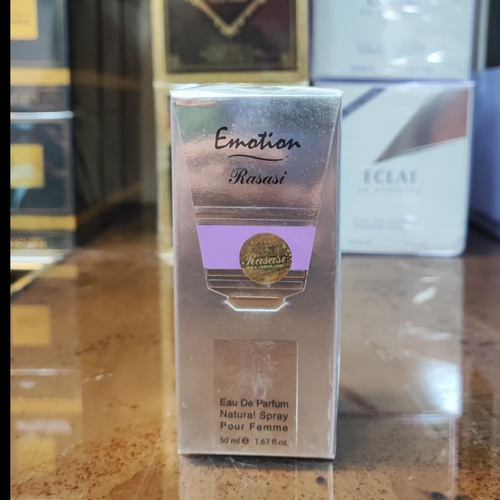 Emotion
Rasasi
Rasasi
Eau De Parfum
Natural Spray
Pour Femme
50 ml e 1.67 fl.oz.
ECLAT